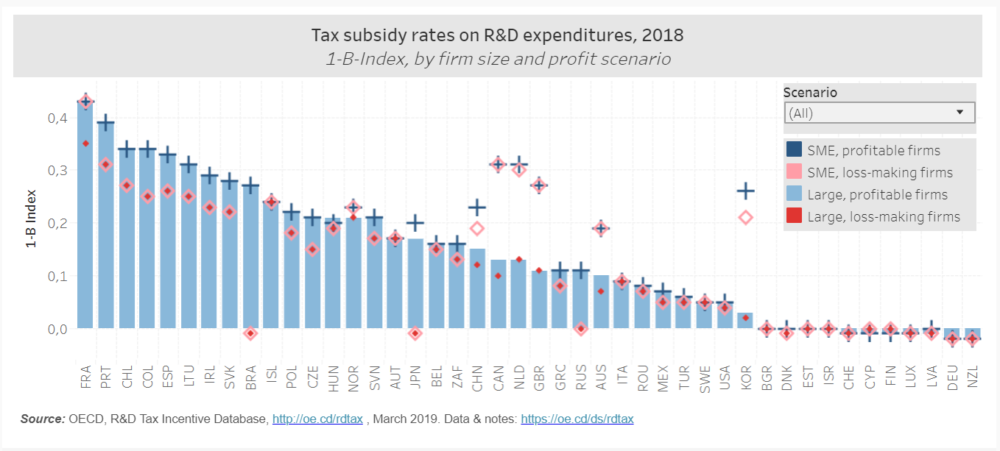 Tax subsidy rates on R&D expenditures, 2018
1-B-Index, by firm size and profit scenario
Scenario
(All)
SME, profitable firms
SME, loss-making firms
Large, profitable firms
Large, loss-making firms
1-B Index
0,4
0,3
0,2
0,1
0,0
FRA PRT CHL COL ESP LTU IRL SVK BRA ISL POL CZE HUN NOR SVN AUT JPN BEL ZAF CHN CAN NLD GBR GRC RUS AUS ITA ROU MEX TUR SWE USA KOR BGR DNK EST ISR CHE CYP FIN LUX LVA DEU NZL
Source: OECD, R&D Tax Incentive Database, http://oe.cd/rdtax , March 2019. Data & notes: https://oe.cd/ds/rdtax